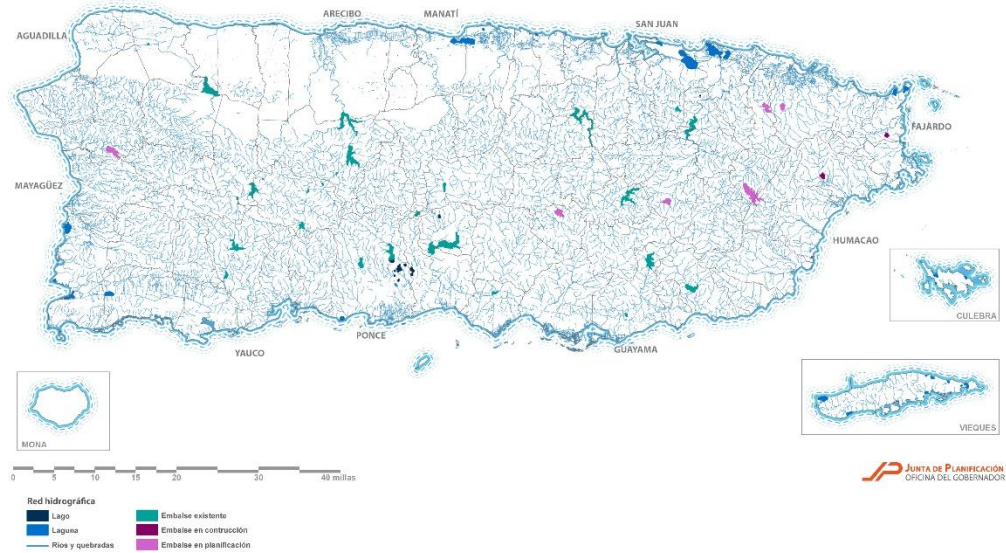 ARECIBO
MANATÍ
SAN JUAN
AGUADILLA
FAJARDO
MAYAGÜEZ
HUMACAO
CULEBRA
PONCE
GUAYAMA
YAUCO
VIEQUES
MONA
0 5 10 15 20 30 40 millas
JP JUNTA DE PLANIFICACIÓN
OFICINA DEL GOBERNADOR
Red hidrográfica
Lago
Laguna
Ríos y quebradas
Embalse existente
Embalse en contrucción
Embalse en planificación